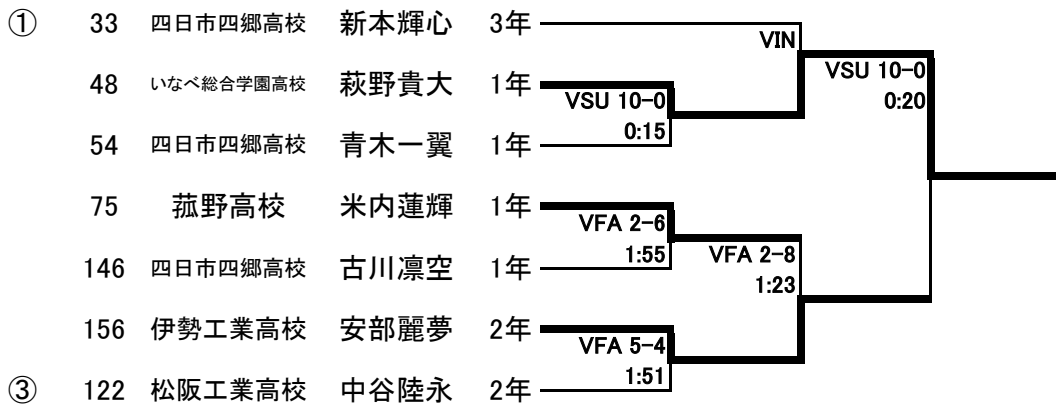 ① 33 四日市四郷高校 新本輝心 3年
VIN
48 いなべ総合学園高校 萩野貴大 1年
VSU 10-0
0:20
VSU 10-0
0:15
54 四日市四郷高校 青木一翼 1年
75 菰野高校 米内蓮輝 1年
VFA 2-6
1:55
VFA 2-8
1:23
146 四日市四郷高校 古川凛空 1年
156 伊勢工業高校 安部麗夢 2年
VFA 5-4
1:51
③ 122 松阪工業高校 中谷陸永 2年